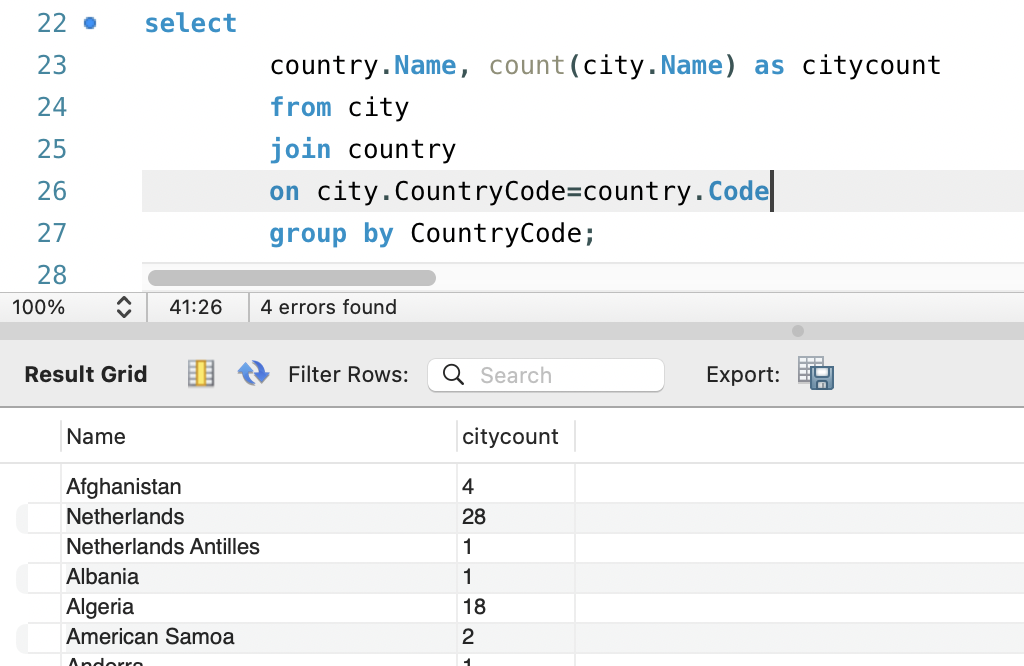 22 select
23 country.Name, count(city.Name) as citycount
24 from city
25 join country
26 on city.CountryCode=country.Code
27 group by CountryCode;
28
100% 41:26 4 errors found
Result Grid Filter Rows: Search Export:
Name citycount
Afghanistan 4
Netherlands 28
Netherlands Antilles 1
Albania 1
Algeria 18
American Samoa 2
Andorra 1